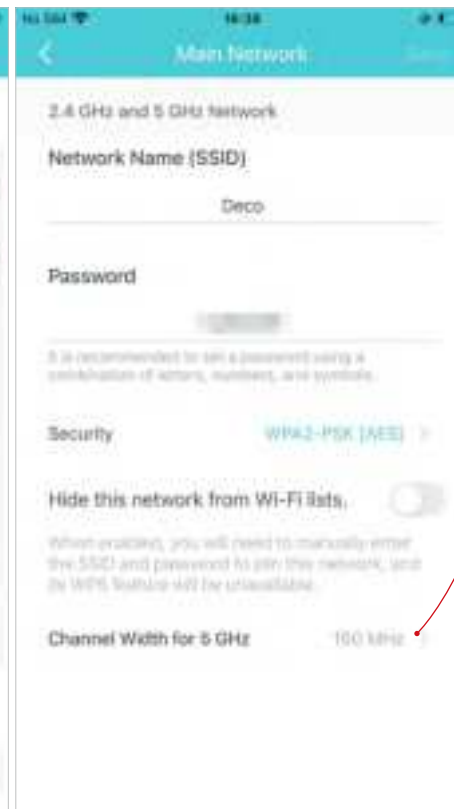 No SIM
Main Network
2.4 GHz and 5 GHz Network
Network Name (SSID)
Deco
Password
It is recommended to set a password using a
combination of letters, numbers, and symbols.
Security WPA2-PSK [AES]
Hide this network from Wi-Fi lists.
When enabled, you will need to manually enter
the SSID and password to join this network, and
its WPS feature will be unavailable.
Channel Width for 5 GHz 160 MHz